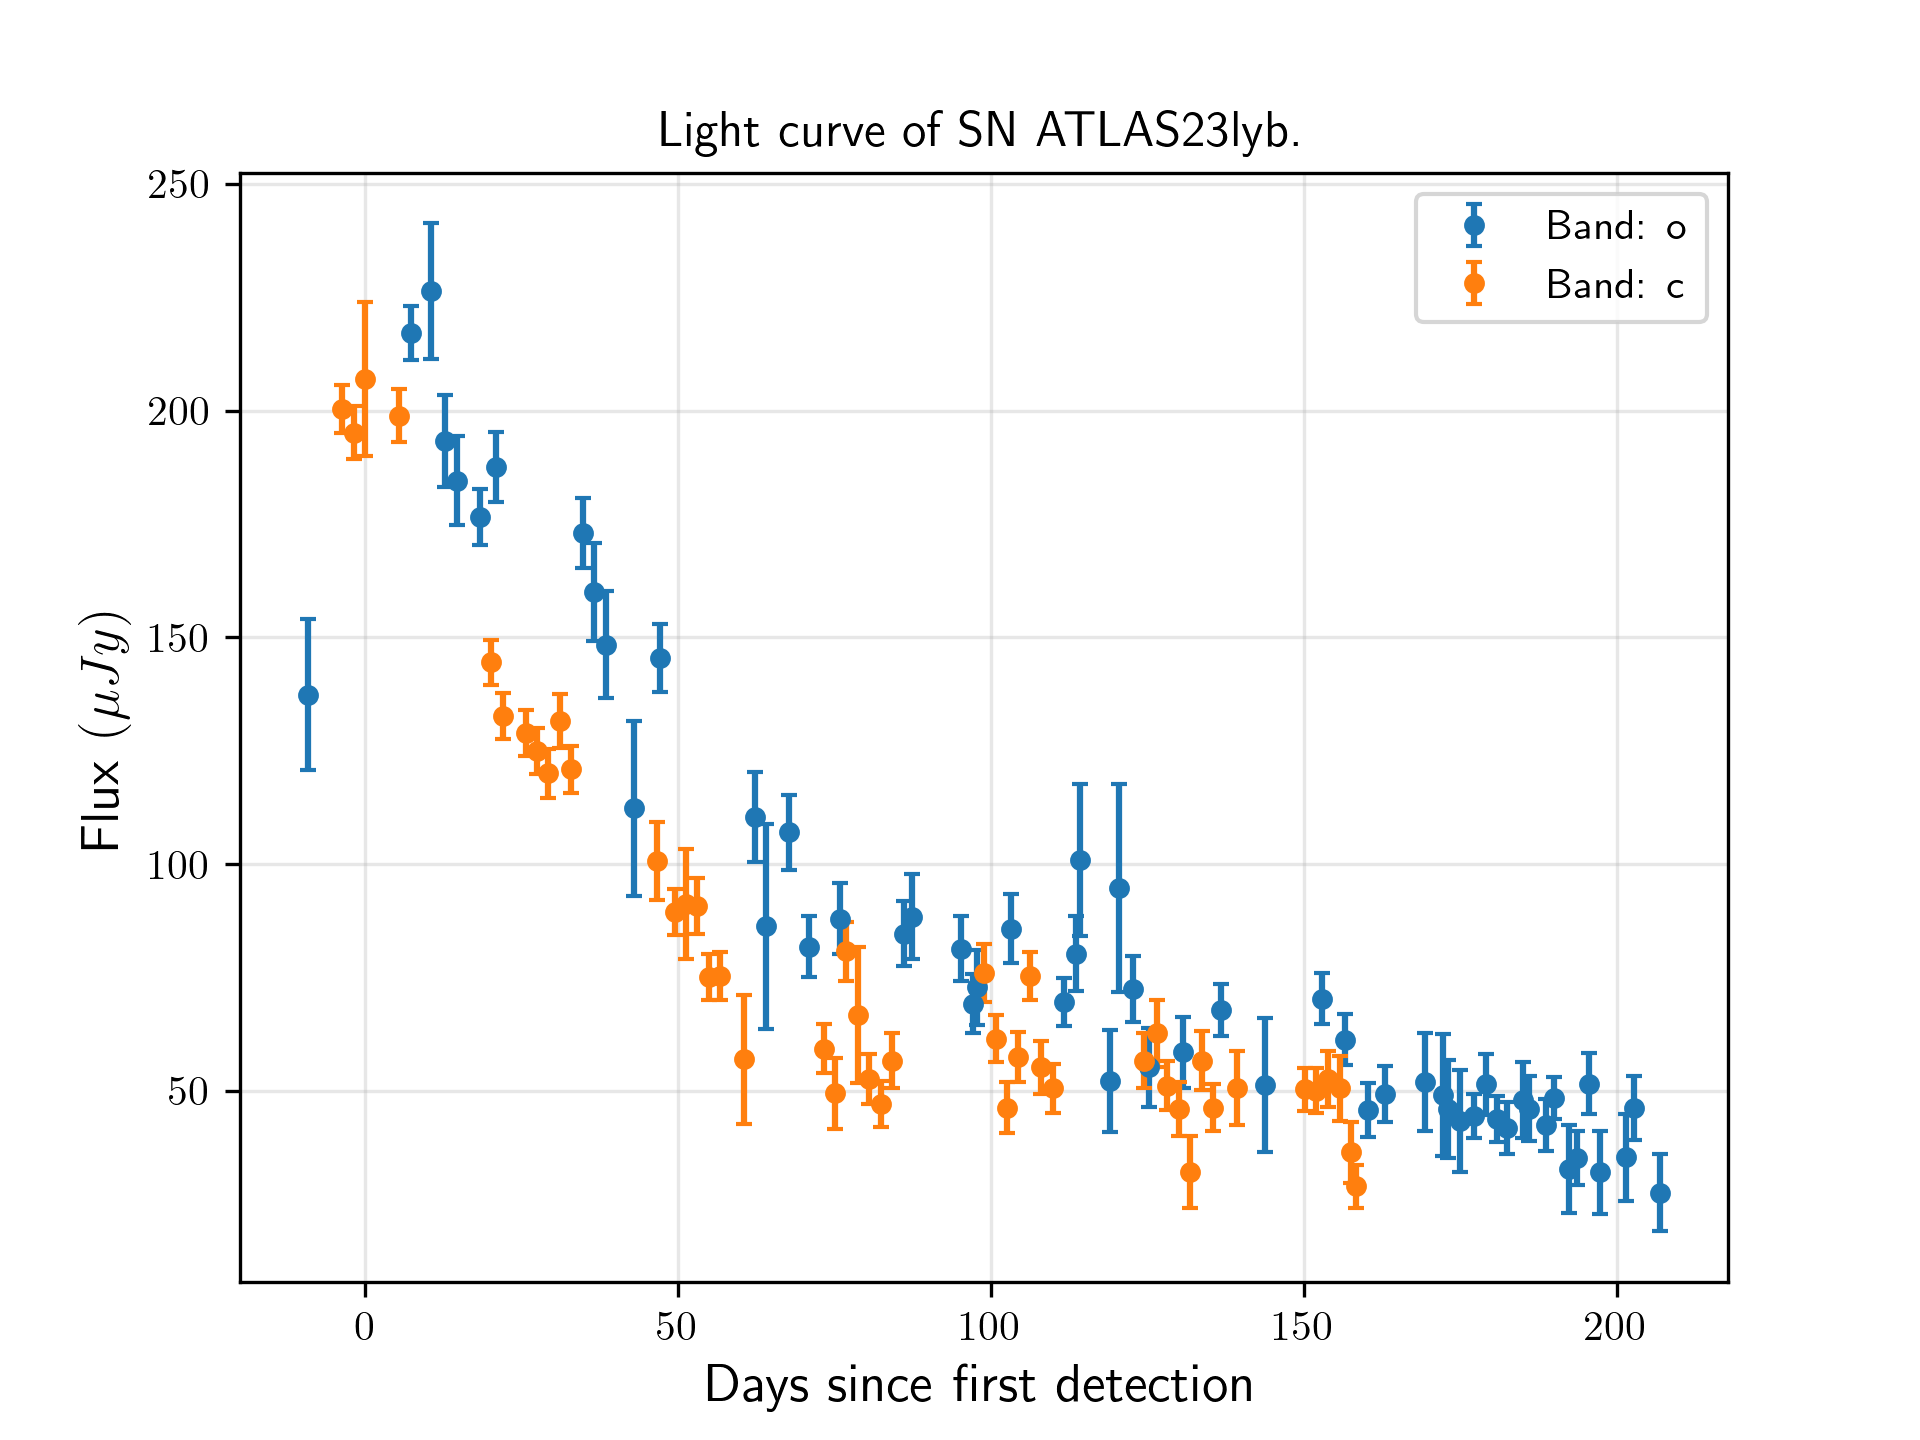 Light curve of SN ATLAS23lyb.
250
200
150
100
50
Flux (μJy)
Band: o
Band: c
0 50 100 150 200
Days since first detection